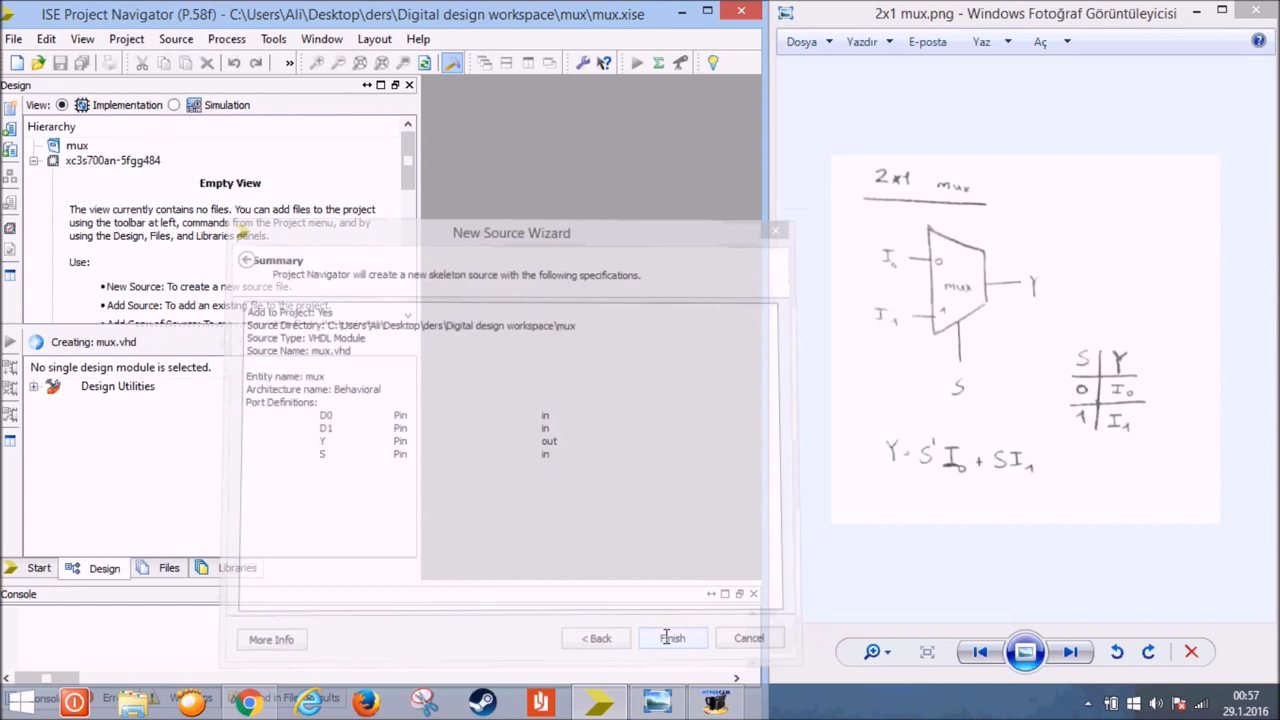 ISE Project Navigator (P.58f) - C:\Users\Ali\Desktop\ders\Digital design workspace\mux\mux.xise
File Edit View Project Source Process Tools Window Layout Help
»
Design
View: Implementation Simulation
Hierarchy
mux
xc3s700an-5fgg484
Empty View
The view currently contains no files. You can add files to the project
using the toolbar at left, commands from the Project menu, and by
using the Design, Files, and Libraries panels.
Use:
• New Source: To create a new source file.
• Add Source: To add an existing file to the project.
Creating: mux.vhd
No single design module is selected.
Design Utilities
Start Design Files Libraries
Console
New Source Wizard
Summary
Project Navigator will create a new skeleton source with the following specifications.
Add to Project: Yes
Source Directory: C:\Users\Ali\Desktop\ders\Digital design workspace\mux
Source Type: VHDL Module
Source Name: mux.vhd
Entity name: mux
Architecture name: Behavioral
Port Definitions:
D0 Pin in
D1 Pin in
Y Pin out
S Pin in
More Info < Back Finish Cancel
2x1 mux.png - Windows Fotoğraf Görüntüleyicisi
Dosya Yazdır E-posta Yaz Aç
2x1 mux
I0 0
mux Y
I1 1
S
S Y
0 I0
1 I1
Y = S'I0 + SI1
00:57
29.1.2016